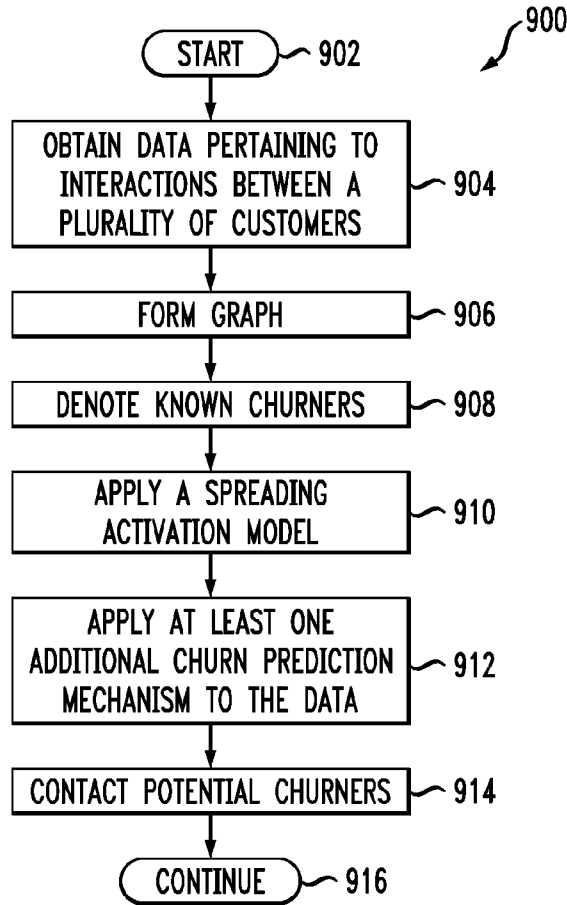 900
START 902
OBTAIN DATA PERTAINING TO
INTERACTIONS BETWEEN A
PLURALITY OF CUSTOMERS
904
FORM GRAPH 906
DENOTE KNOWN CHURNERS 908
APPLY A SPREADING
ACTIVATION MODEL
910
APPLY AT LEAST ONE
ADDITIONAL CHURN PREDICTION
MECHANISM TO THE DATA
912
CONTACT POTENTIAL CHURNERS 914
CONTINUE 916